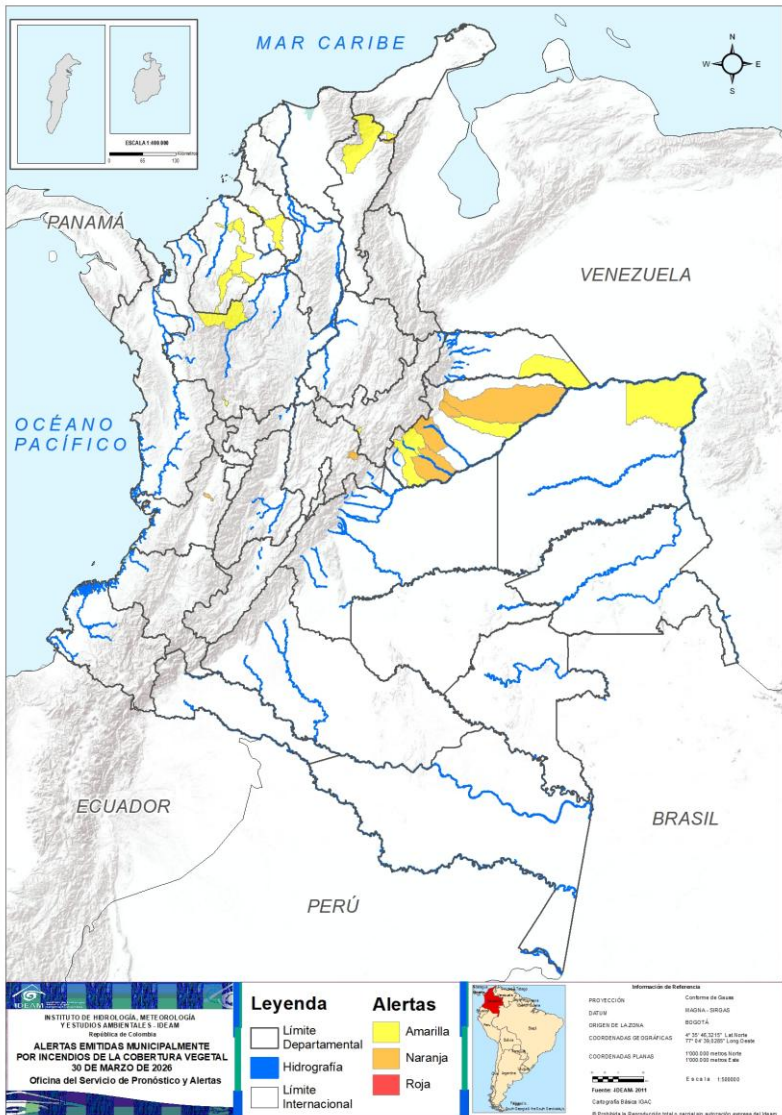 MAR CARIBE
N
W
E
S
ESCALA 1:400.000
0
65
130
PANAMÁ
VENEZUELA
OCÉANO
PACÍFICO
ECUADOR
BRASIL
PERÚ
IDEAM
INSTITUTO DE HIDROLOGÍA, METEOROLOGÍA
Y ESTUDIOS AMBIENTALES - IDEAM
República de Colombia
ALERTAS EMITIDAS MUNICIPALMENTE
POR INCENDIOS DE LA COBERTURA VEGETAL
30 DE MARZO DE 2026
Oficina del Servicio de Pronóstico y Alertas
Leyenda
Límite
Departamental
Hidrografía
Límite
Internacional
Alertas
Amarilla
Naranja
Roja
Información de Referencia
PROYECCIÓN
Conforme de Gauss
DATUM
MAGNA - SIRGAS
ORIGEN DE LA ZONA
BOGOTÁ
COORDENADAS GEOGRÁFICAS
COORDENADAS PLANAS
1'000.000 metros Norte
1'000.000 metros Este
Fuente: IDEAM 2011
Cartografía Básica IGAC